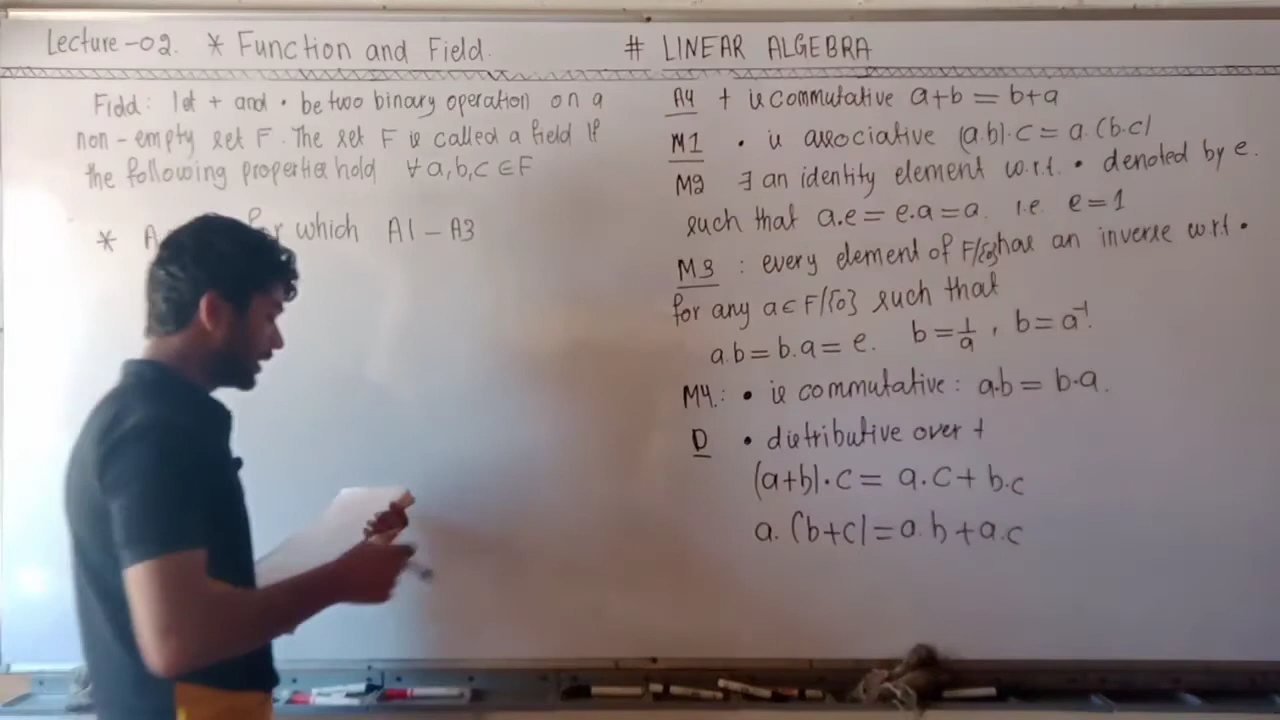 Lecture-02. * Function and Field. # LINEAR ALGEBRA
Field: let + and • be two binary operation on a
non-empty set F. The set F is called a field if
the following properties hold ∀ a,b,c ∈ F
* A for which A1 – A3
A4 + is commutative a+b = b+a
M1 • is associative (a.b).c = a.(b.c)
M2 ∃ an identity element w.r.t. • denoted by e.
such that a.e = e.a = a. i.e e=1
M3 : every element of F/{0} has an inverse w.r.t •
for any a ∈ F/{0} such that
a.b = b.a = e. b = 1/a , b = a⁻¹.
M4.: • is commutative : a.b = b.a.
D • distributive over +
(a+b).c = a.c + b.c
a.(b+c) = a.b + a.c